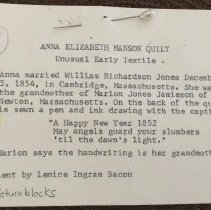 ANNA ELIZABETH MANSON QUILT
Unusual Early Textile .
Anna married William Richardson Jones Decemb
3, 1854, in Cambridge, Massachusetts. She was
the grandmother of Marion Jones Jamieson of
Newton, Massachusetts. On the back of the qu
is sewn a pen and ink drawing with the capti
"A Happy New Year 1852
May angels guard your slumbers
'til the dawn's light."
Marion says the handwriting is her grandmoth
sent by Lenice Ingram Bacon
pictureblocks